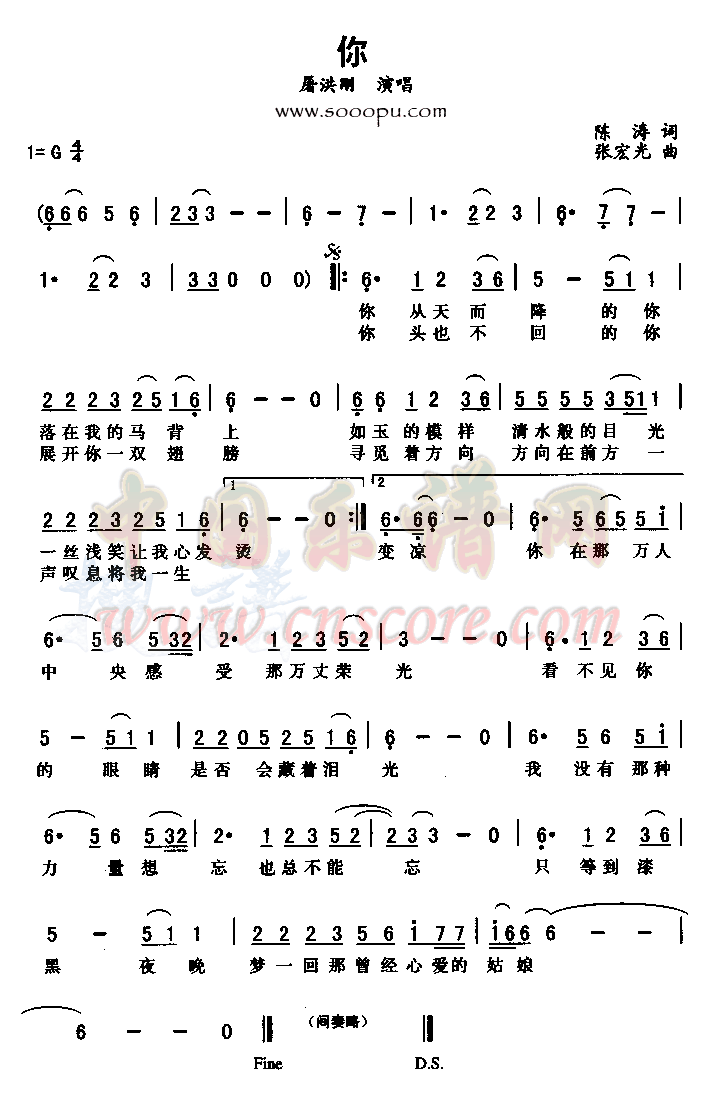 你
屠洪刚 演唱
www.sooopu.com
陈涛 词
1=G 4/4 张宏光 曲
(666 5 6 | 233 - - | 6 - 7 - | 1· 2 2 3 | 6· 7 7 - |
1· 2 2 3 | 33 0 0 0) 𝄋 ‖: 6· 1 2 3 6 | 5 - 5 1 1 |
你 从天而 降 的你
你 头也不 回 的你
2 2 2 3 2 5 1 6 | 6 - - 0 | 6 6 1 2 3 6 | 5 5 5 5 5 3 5 1 1 |
落在我的马背 上 如玉的模样 清水般的目光
展开你一双翅 膀 寻觅着方向 方向在前方一
1 2
2 2 2 3 2 5 1 6 | 6 - - 0 :‖ 6· 6 6 - 0 | 6· 5 6 5 5 i |
一丝浅笑让我心发 烫 变凉 你 在那 万人
声叹息将我一生
中国乐谱网
www.cnscore.com
6· 5 6 5 3 2 | 2· 1 2 3 5 2 | 3 - - 0 | 6· 1 2 3 6 |
中 央感 受 那万丈荣 光 看 不见你
5 - 5 1 1 | 2 2 0 5 2 5 1 6 | 6 - - 0 | 6· 5 6 5 5 i |
的 眼睛 是否 会藏着泪 光 我 没有那种
6· 5 6 5 3 2 | 2· 1 2 3 5 2 | 2 3 - 0 | 6· 1 2 3 6 |
力 量想 忘 也总不能 忘 只 等到漆
5 - 5 1 1 | 2 2 2 3 5 6 i 7 7 | i 6 6 6 - - |
黑 夜晚 梦一回那曾经心爱的姑娘
6 - - 0 ‖ (间奏略) ‖
Fine D.S.